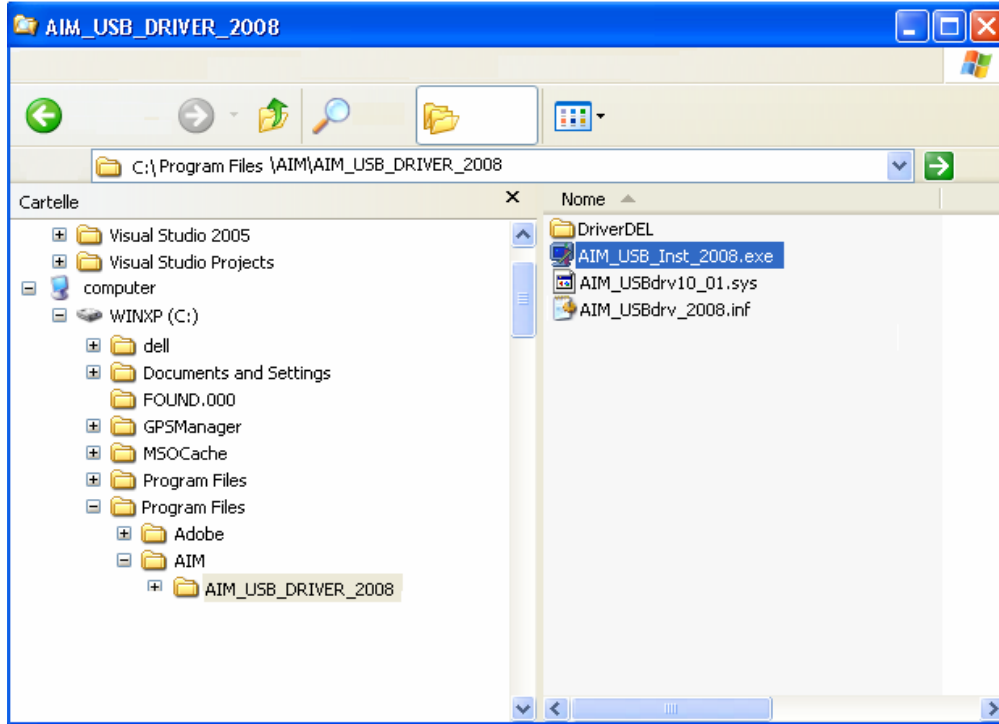 AIM_USB_DRIVER_2008
C:\Program Files \AIM\AIM_USB_DRIVER_2008
Cartelle
Visual Studio 2005
Visual Studio Projects
computer
WINXP (C:)
dell
Documents and Settings
FOUND.000
GPSManager
MSOCache
Program Files
Program Files
Adobe
AIM
AIM_USB_DRIVER_2008
Nome
DriverDEL
AIM_USB_Inst_2008.exe
AIM_USBdrv10_01.sys
AIM_USBdrv_2008.inf